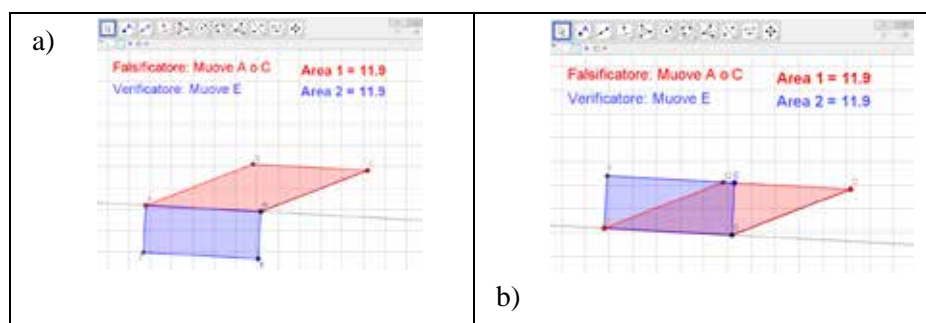 a)
Falsificatore: Muove A o C
Area 1 = 11.9
Verificatore: Muove E
Area 2 = 11.9
b)
Falsificatore: Muove A o C
Area 1 = 11.9
Verificatore: Muove E
Area 2 = 11.9